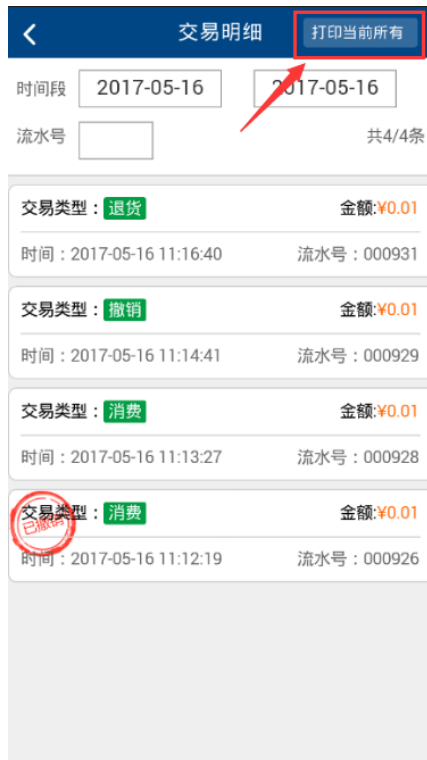 交易明细 打印当前所有
时间段 2017-05-16 2017-05-16
流水号 共4/4条
交易类型：退货 金额:¥0.01
时间：2017-05-16 11:16:40 流水号：000931
交易类型：撤销 金额:¥0.01
时间：2017-05-16 11:14:41 流水号：000929
交易类型：消费 金额:¥0.01
时间：2017-05-16 11:13:27 流水号：000928
交易类型：消费 金额:¥0.01
已撤销
时间：2017-05-16 11:12:19 流水号：000926